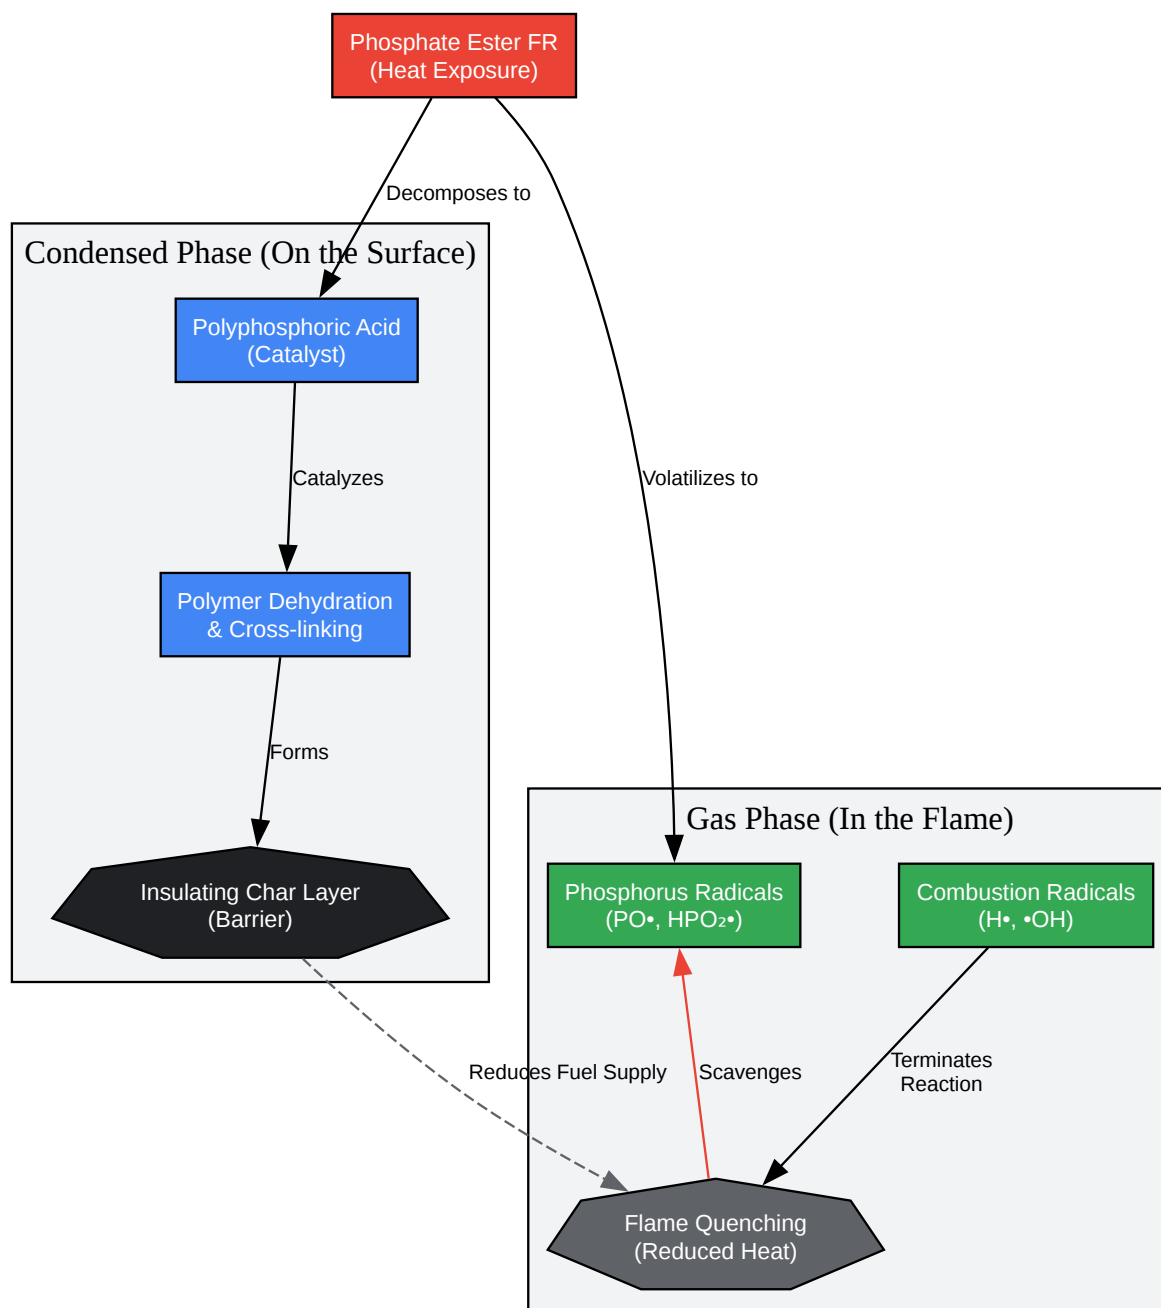 Phosphate Ester FR
(Heat Exposure)
Decomposes to
Condensed Phase (On the Surface)
Polyphosphoric Acid
(Catalyst)
Catalyzes
Volatilizes to
Polymer Dehydration
& Cross-linking
Forms
Gas Phase (In the Flame)
Insulating Char Layer
(Barrier)
Phosphorus Radicals
(PO•, HPO₂•)
Combustion Radicals
(H•, •OH)
Reduces Fuel Supply
Scavenges
Terminates
Reaction
Flame Quenching
(Reduced Heat)